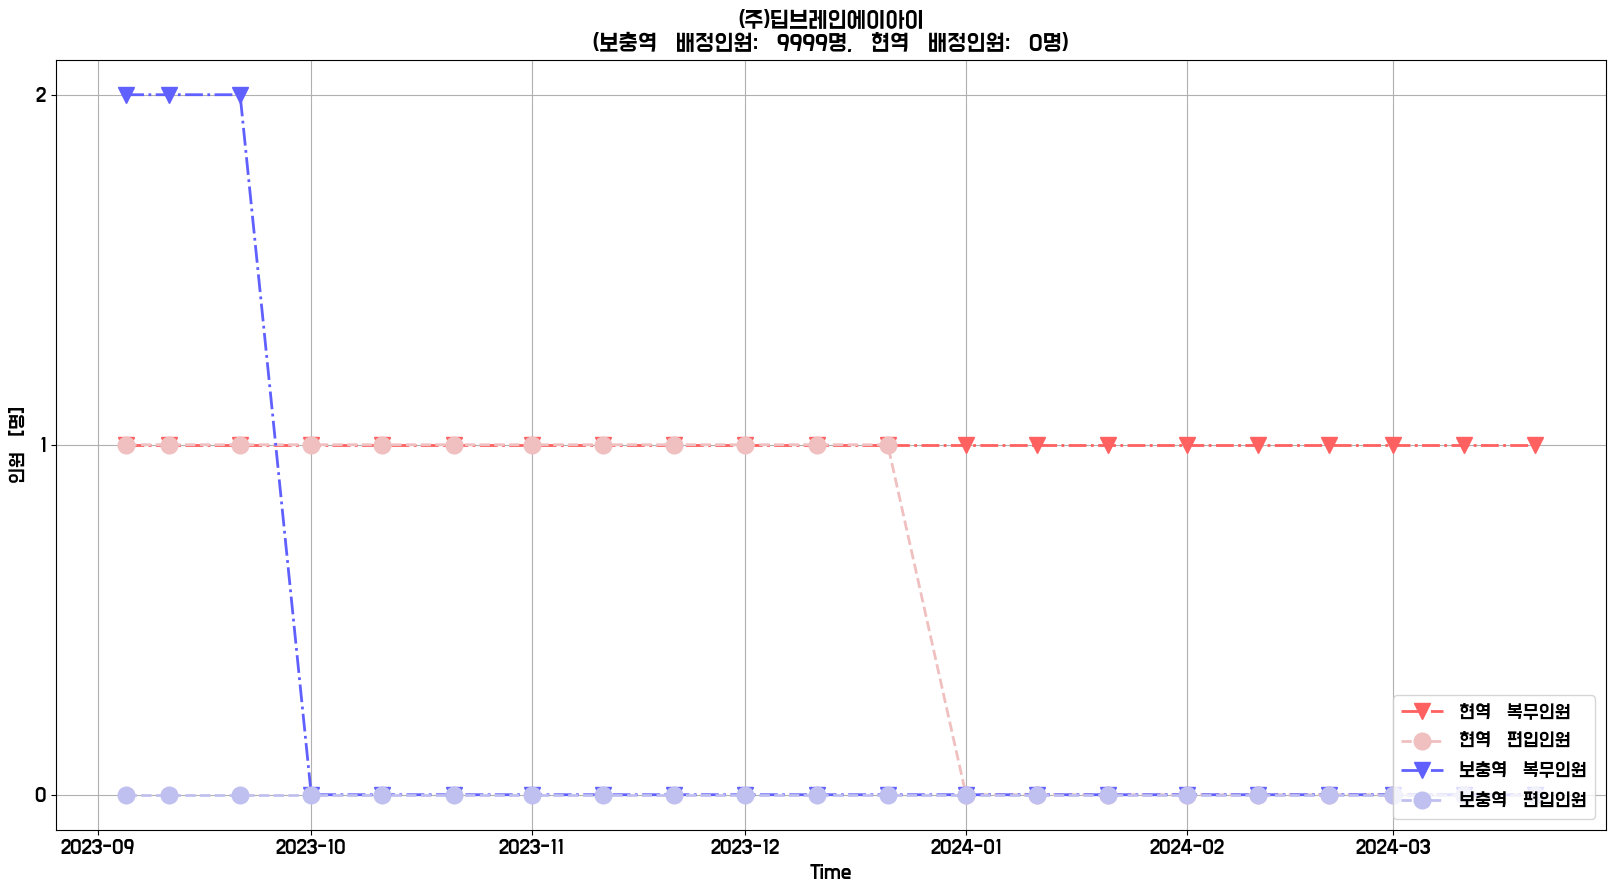 (주)딥브레인에이아이
(보충역 배정인원: 9999명, 현역 배정인원: 0명)
인원 [명]
2
1
0
현역 복무인원
현역 편입인원
보충역 복무인원
보충역 편입인원
2023-09 2023-10 2023-11 2023-12 2024-01 2024-02 2024-03
Time